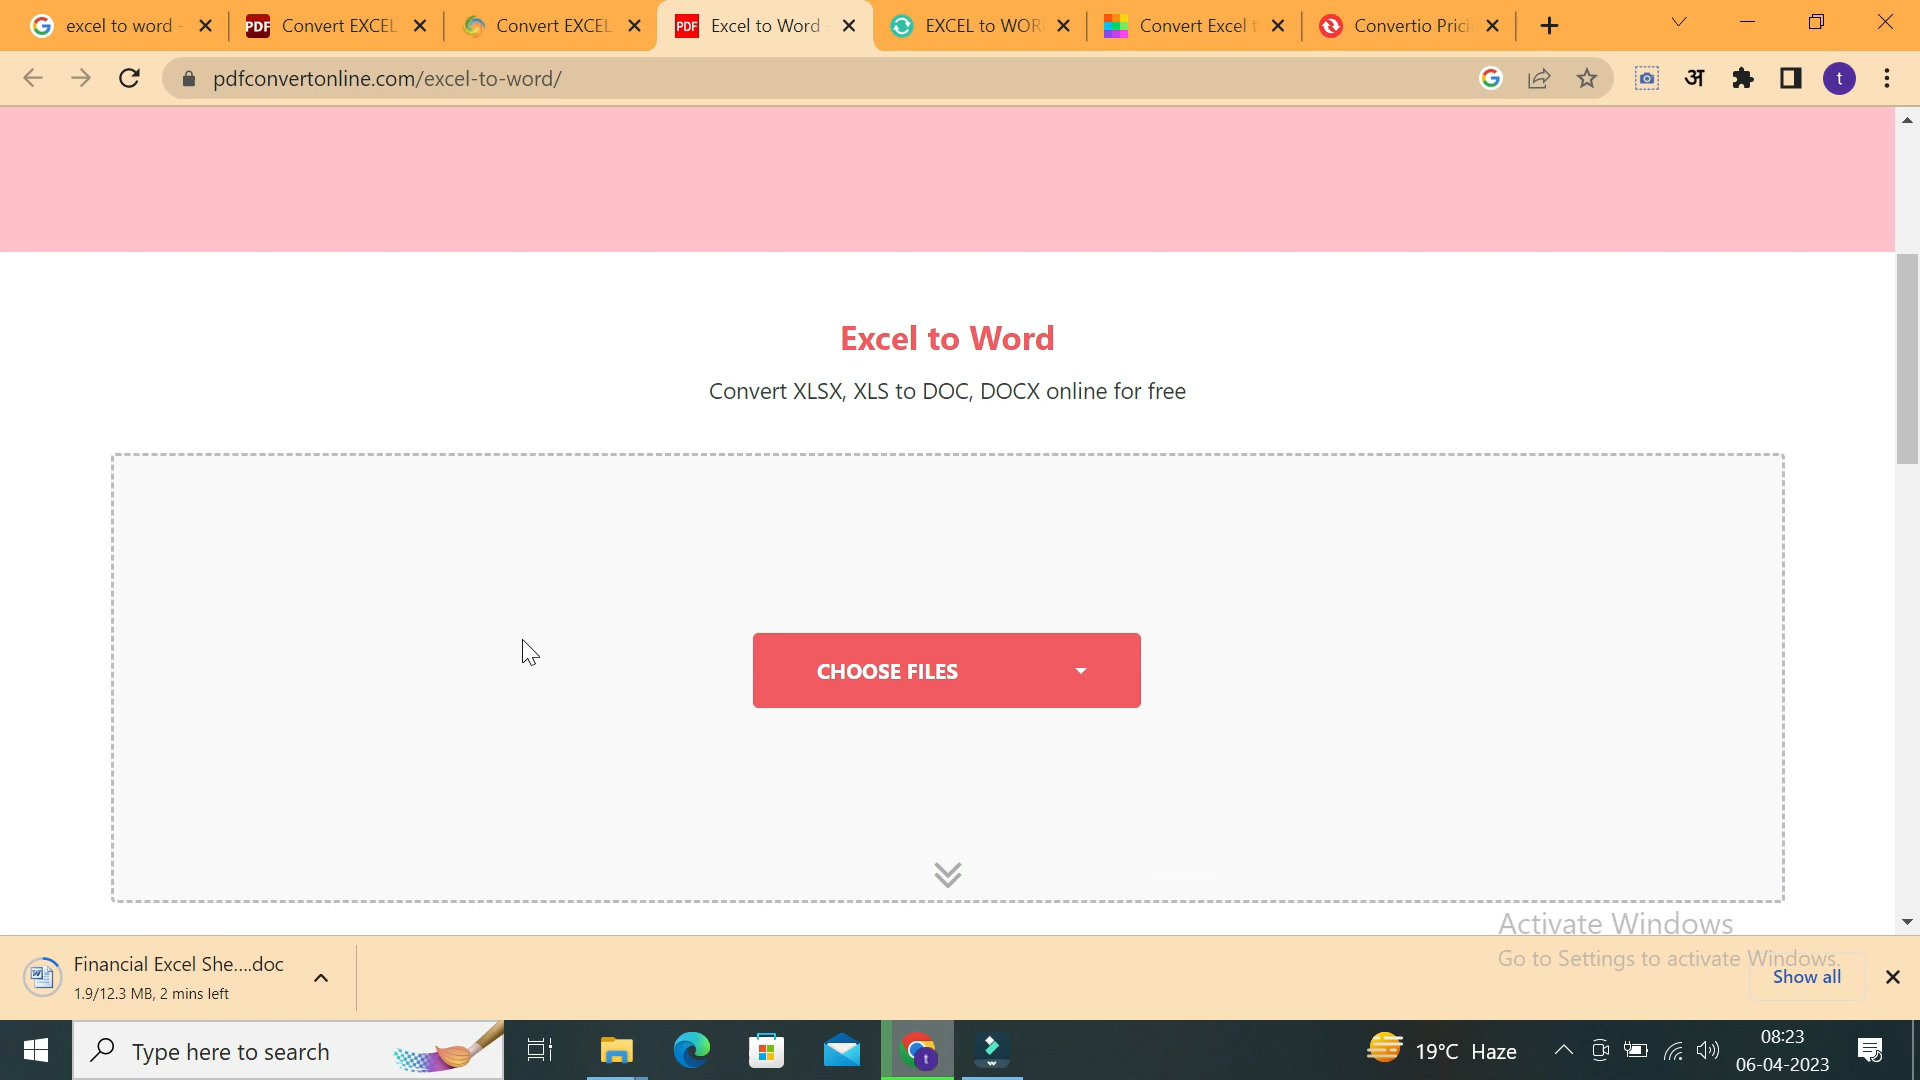 excel to word -
Convert EXCEL
Convert EXCEL
Excel to Word -
EXCEL to WOR
Convert Excel t
Convertio Prici
pdfconvertonline.com/excel-to-word/
अ
t
Excel to Word
Convert XLSX, XLS to DOC, DOCX online for free
CHOOSE FILES
Activate Windows
Go to Settings to activate Windows.
Financial Excel She....doc
1.9/12.3 MB, 2 mins left
Show all
Type here to search
19°C Haze
08:23
06-04-2023